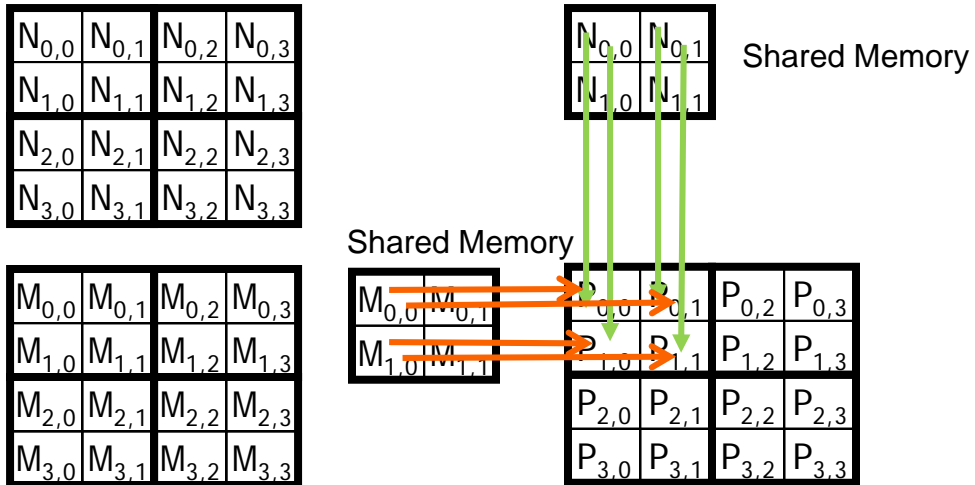 N0,0 N0,1 N0,2 N0,3
N1,0 N1,1 N1,2 N1,3
N2,0 N2,1 N2,2 N2,3
N3,0 N3,1 N3,2 N3,3
N0,0 N0,1
N1,0 N1,1
Shared Memory
Shared Memory
M0,0 M0,1 M0,2 M0,3
M1,0 M1,1 M1,2 M1,3
M2,0 M2,1 M2,2 M2,3
M3,0 M3,1 M3,2 M3,3
M0,0 M0,1
M1,0 M1,1
P0,0 P0,1 P0,2 P0,3
P1,0 P1,1 P1,2 P1,3
P2,0 P2,1 P2,2 P2,3
P3,0 P3,1 P3,2 P3,3